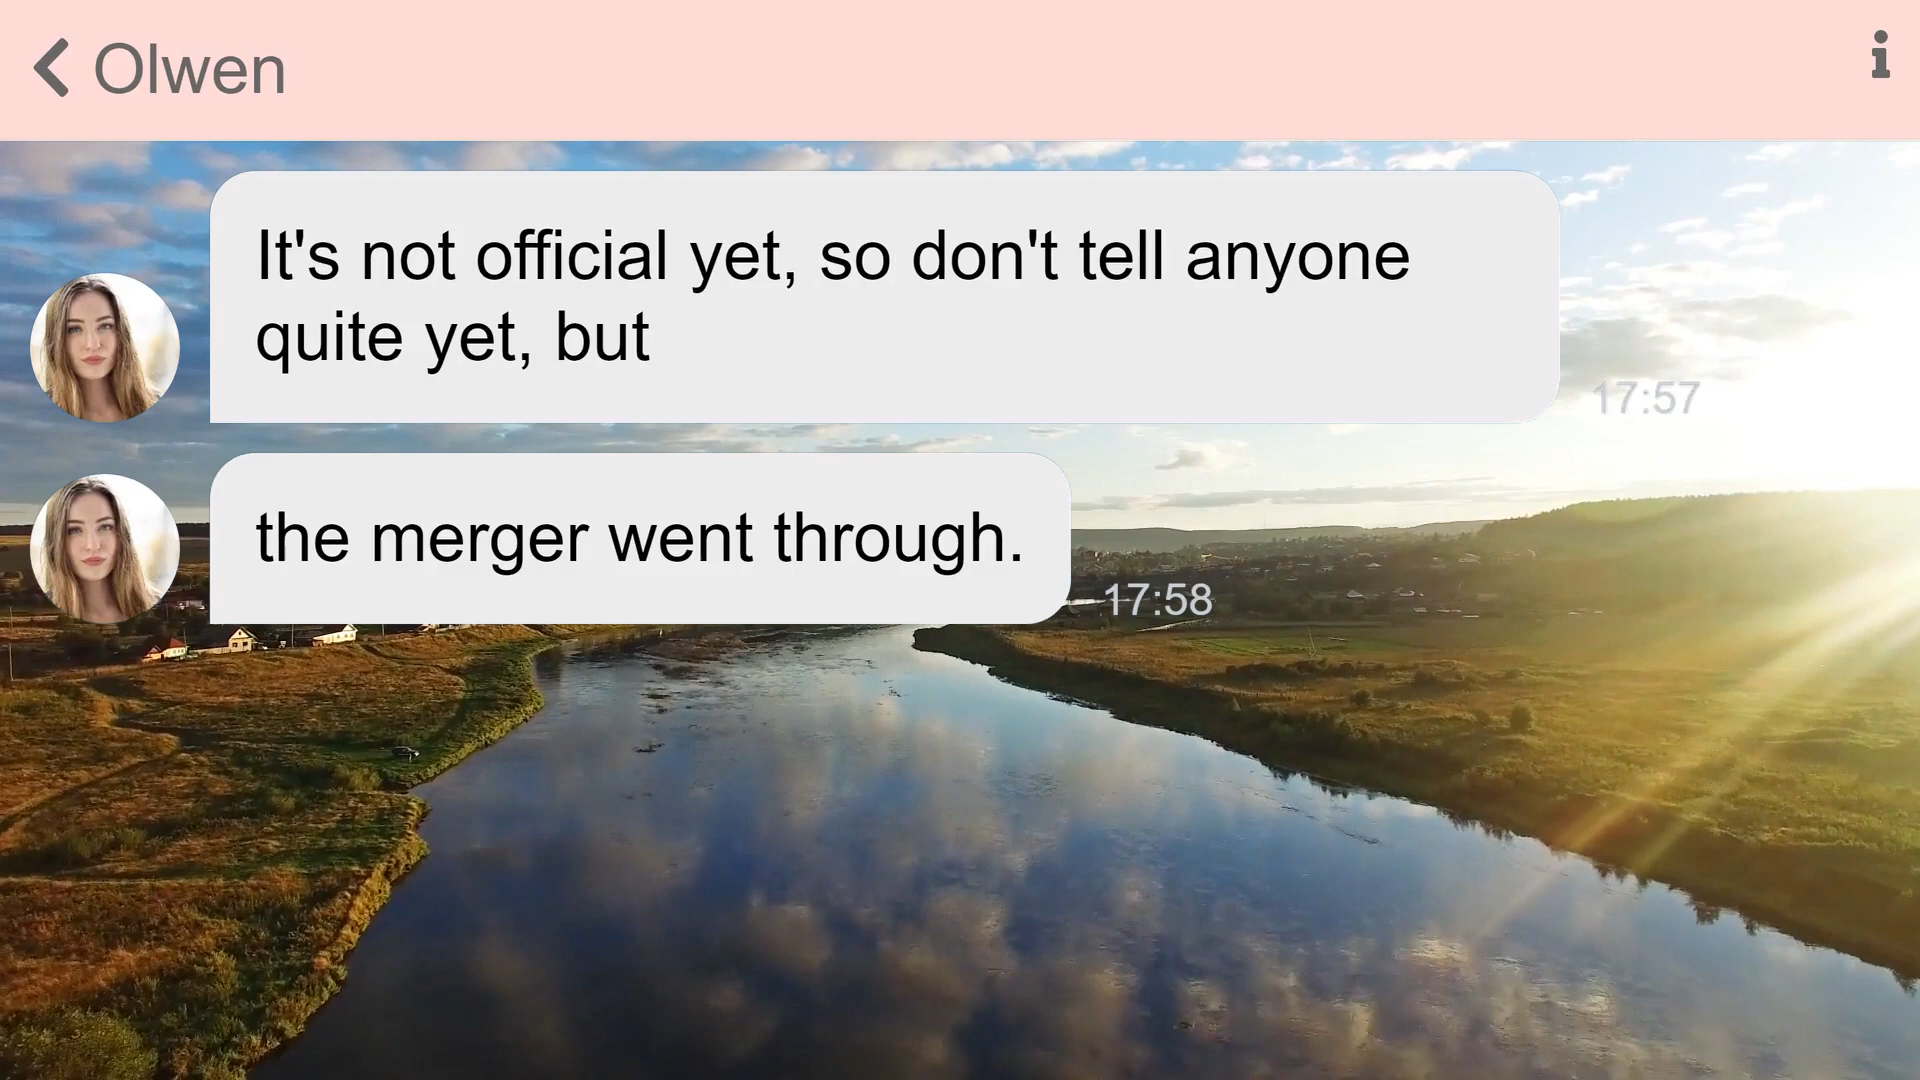 Olwen
It's not official yet, so don't tell anyone
quite yet, but
17:57
the merger went through.
17:58